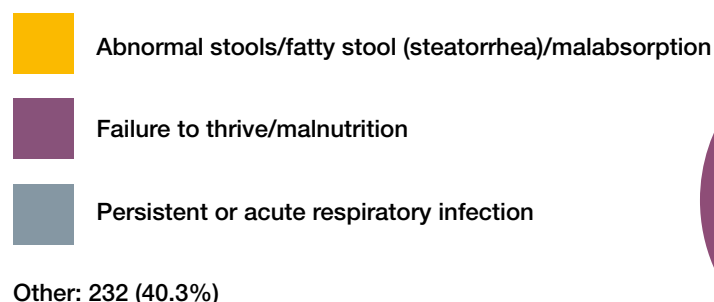 Abnormal stools/fatty stool (steatorrhea)/malabsorption
Failure to thrive/malnutrition
Persistent or acute respiratory infection
Other: 232 (40.3%)